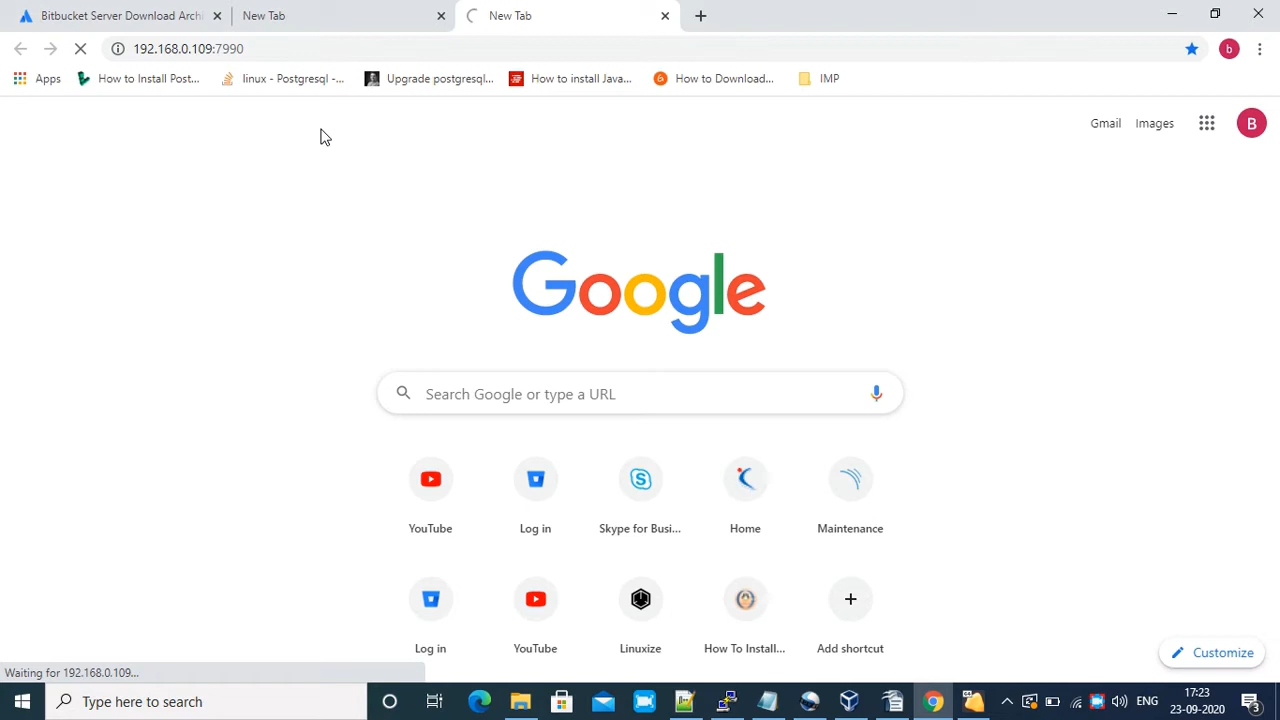 Bitbucket Server Download Archi
New Tab
New Tab
192.168.0.109:7990
b
Apps
How to Install Post...
linux - Postgresql -...
Upgrade postgresql...
How to install Java...
How to Download...
IMP
Gmail
Images
B
Google
Search Google or type a URL
YouTube
Log in
Skype for Busi...
Home
Maintenance
Log in
YouTube
Linuxize
How To Install...
Add shortcut
Customize
Waiting for 192.168.0.109...
Type here to search
ENG
17:23
23-09-2020
3